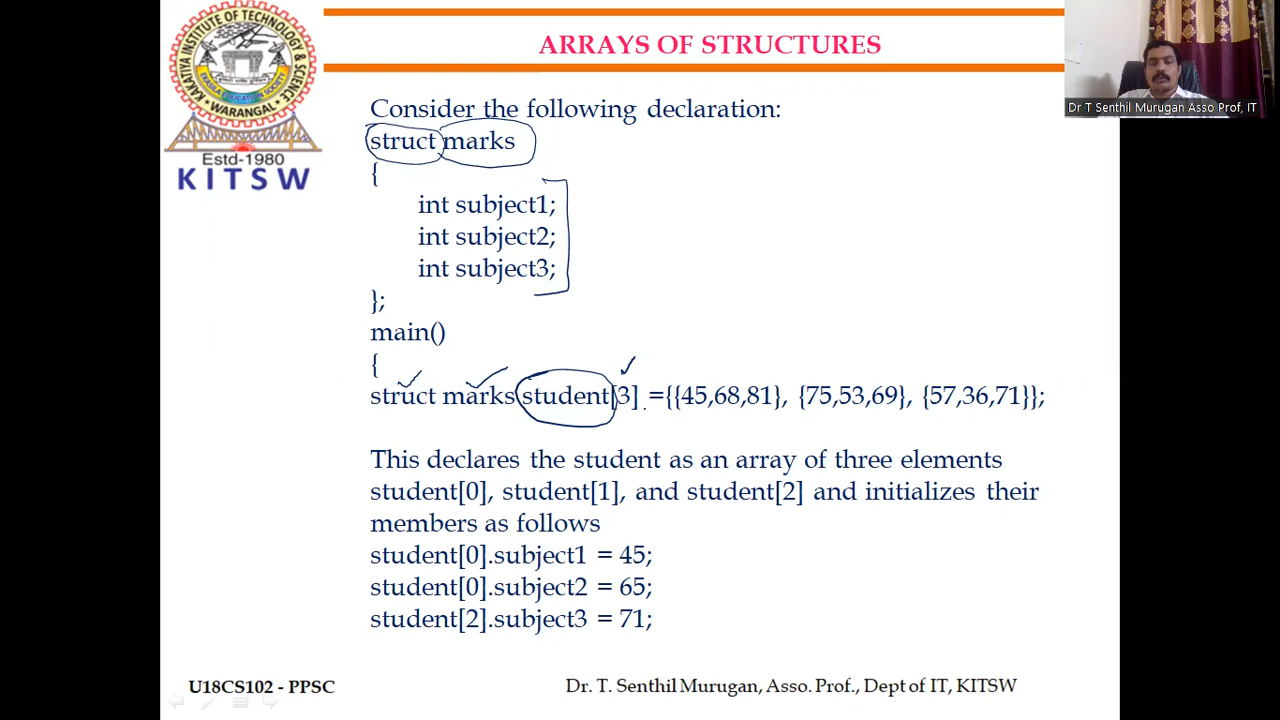 KAKATIYA INSTITUTE OF TECHNOLOGY & SCIENCE
WARANGAL
Estd-1980
KITSW
ARRAYS OF STRUCTURES
Dr T Senthil Murugan Asso Prof, IT
Consider the following declaration:
struct marks
{
int subject1;
int subject2;
int subject3;
};
main()
{
struct marks student[3] ={{45,68,81}, {75,53,69}, {57,36,71}};
This declares the student as an array of three elements
student[0], student[1], and student[2] and initializes their
members as follows
student[0].subject1 = 45;
student[0].subject2 = 65;
student[2].subject3 = 71;
U18CS102 - PPSC
Dr. T. Senthil Murugan, Asso. Prof., Dept of IT, KITSW